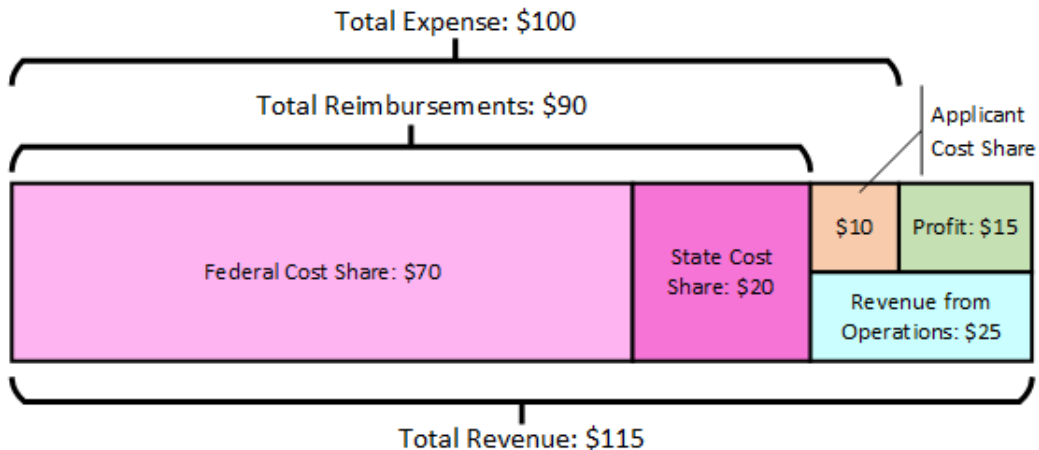 Total Expense: $100
Total Reimbursements: $90
Applicant
Cost Share
Federal Cost Share: $70
State Cost
Share: $20
$10
Profit: $15
Revenue from
Operations: $25
Total Revenue: $115